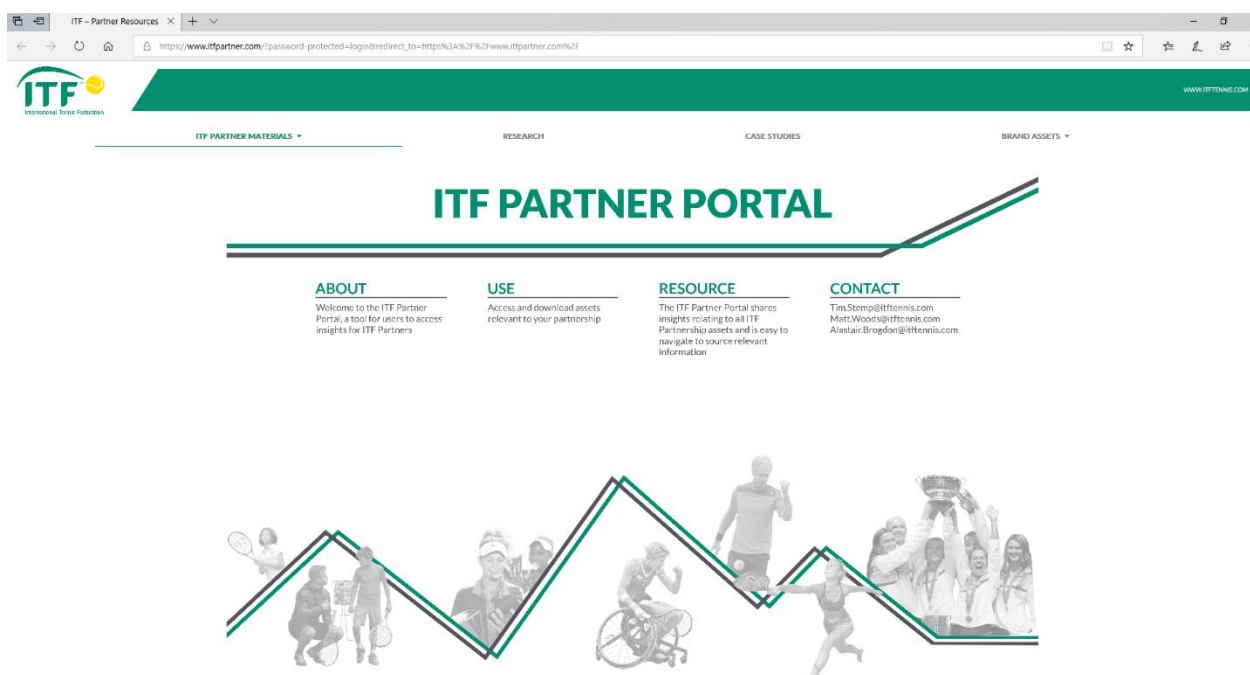 ITF – Partner Resources
https://www.itfpartner.com/?password-protected=login&redirect_to=https%3A%2F%2Fwww.itfpartner.com%2F
ITF
International Tennis Federation
WWW.ITFTENNIS.COM
ITF PARTNER MATERIALS
RESEARCH
CASE STUDIES
BRAND ASSETS
ITF PARTNER PORTAL
ABOUT
Welcome to the ITF Partner
Portal, a tool for users to access
insights for ITF Partners
USE
Access and download assets
relevant to your partnership
RESOURCE
The ITF Partner Portal shares
insights relating to all ITF
Partnership assets and is easy to
navigate to source relevant
information
CONTACT
Tim.Stemp@itftennis.com
Matt.Woods@itftennis.com
Alastair.Brogdon@itftennis.com